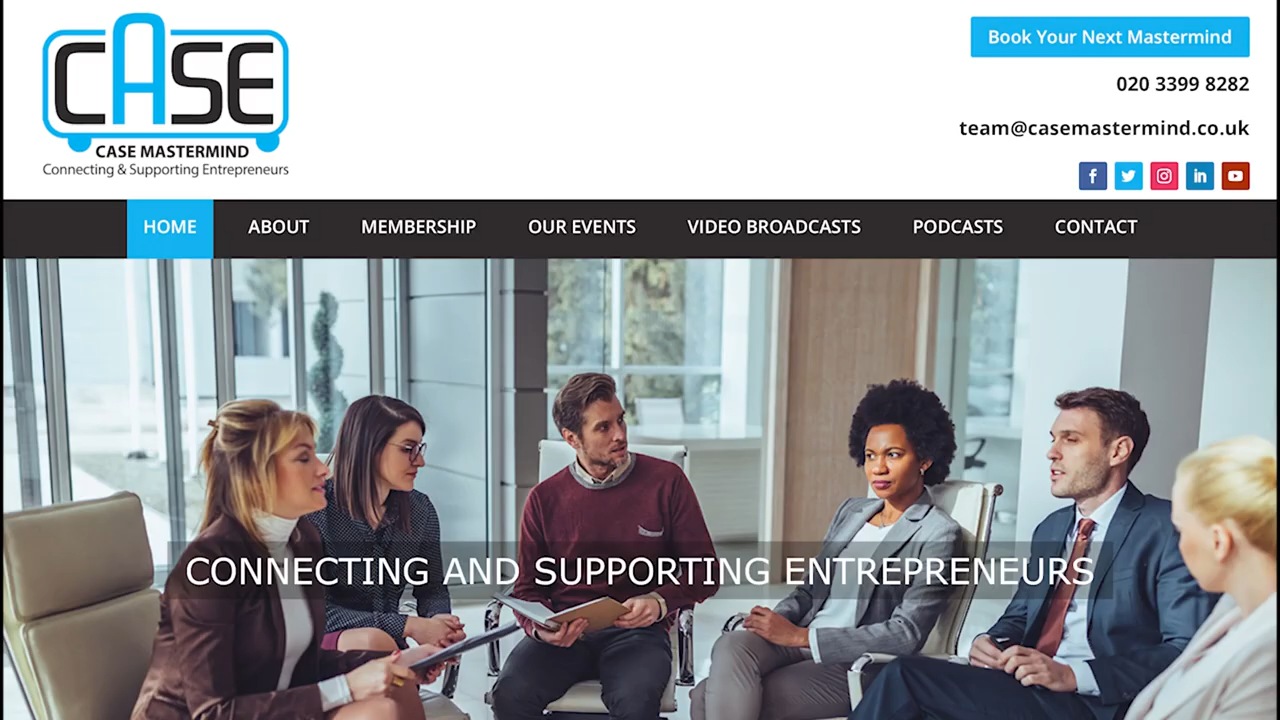 CASE
CASE MASTERMIND
Connecting & Supporting Entrepreneurs
Book Your Next Mastermind
020 3399 8282
team@casemastermind.co.uk
HOME ABOUT MEMBERSHIP OUR EVENTS VIDEO BROADCASTS PODCASTS CONTACT
CONNECTING AND SUPPORTING ENTREPRENEURS